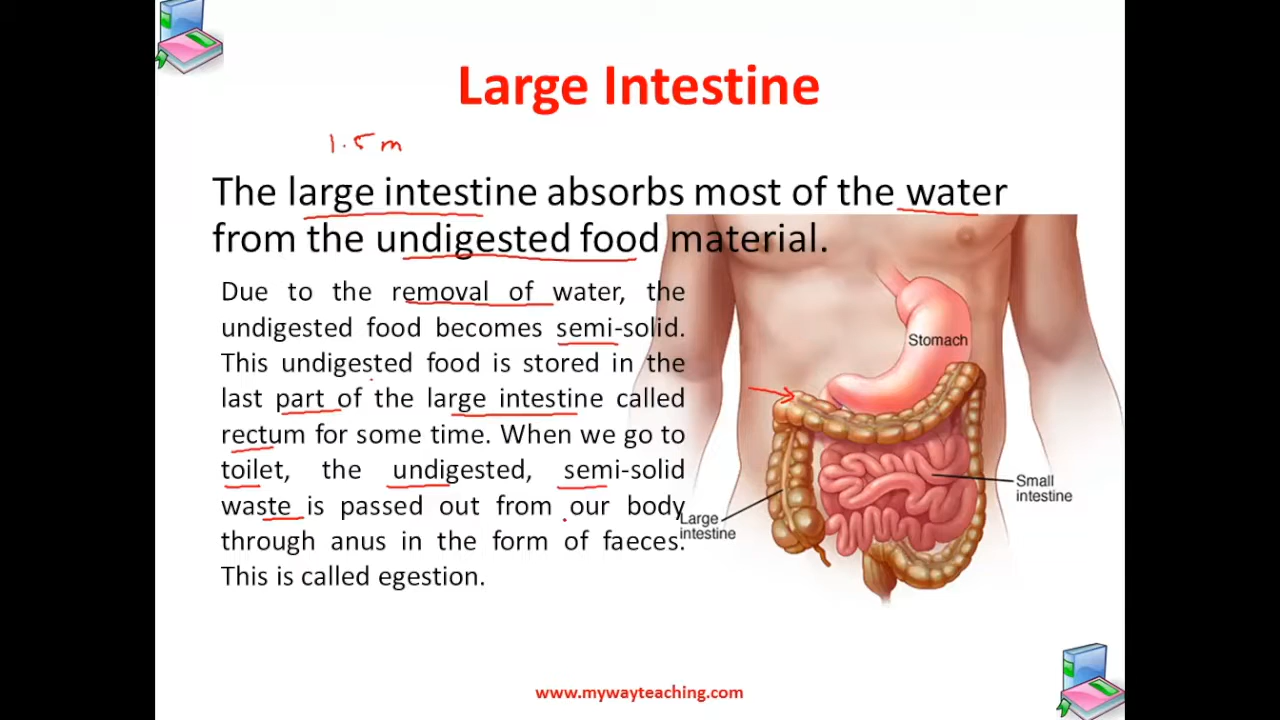 Large Intestine
1.5 m
The large intestine absorbs most of the water
from the undigested food material.
Due to the removal of water, the
undigested food becomes semi-solid.
This undigested food is stored in the
last part of the large intestine called
rectum for some time. When we go to
toilet, the undigested, semi-solid
waste is passed out from our body
through anus in the form of faeces.
This is called egestion.
Stomach
Small
intestine
Large
intestine
www.mywayteaching.com